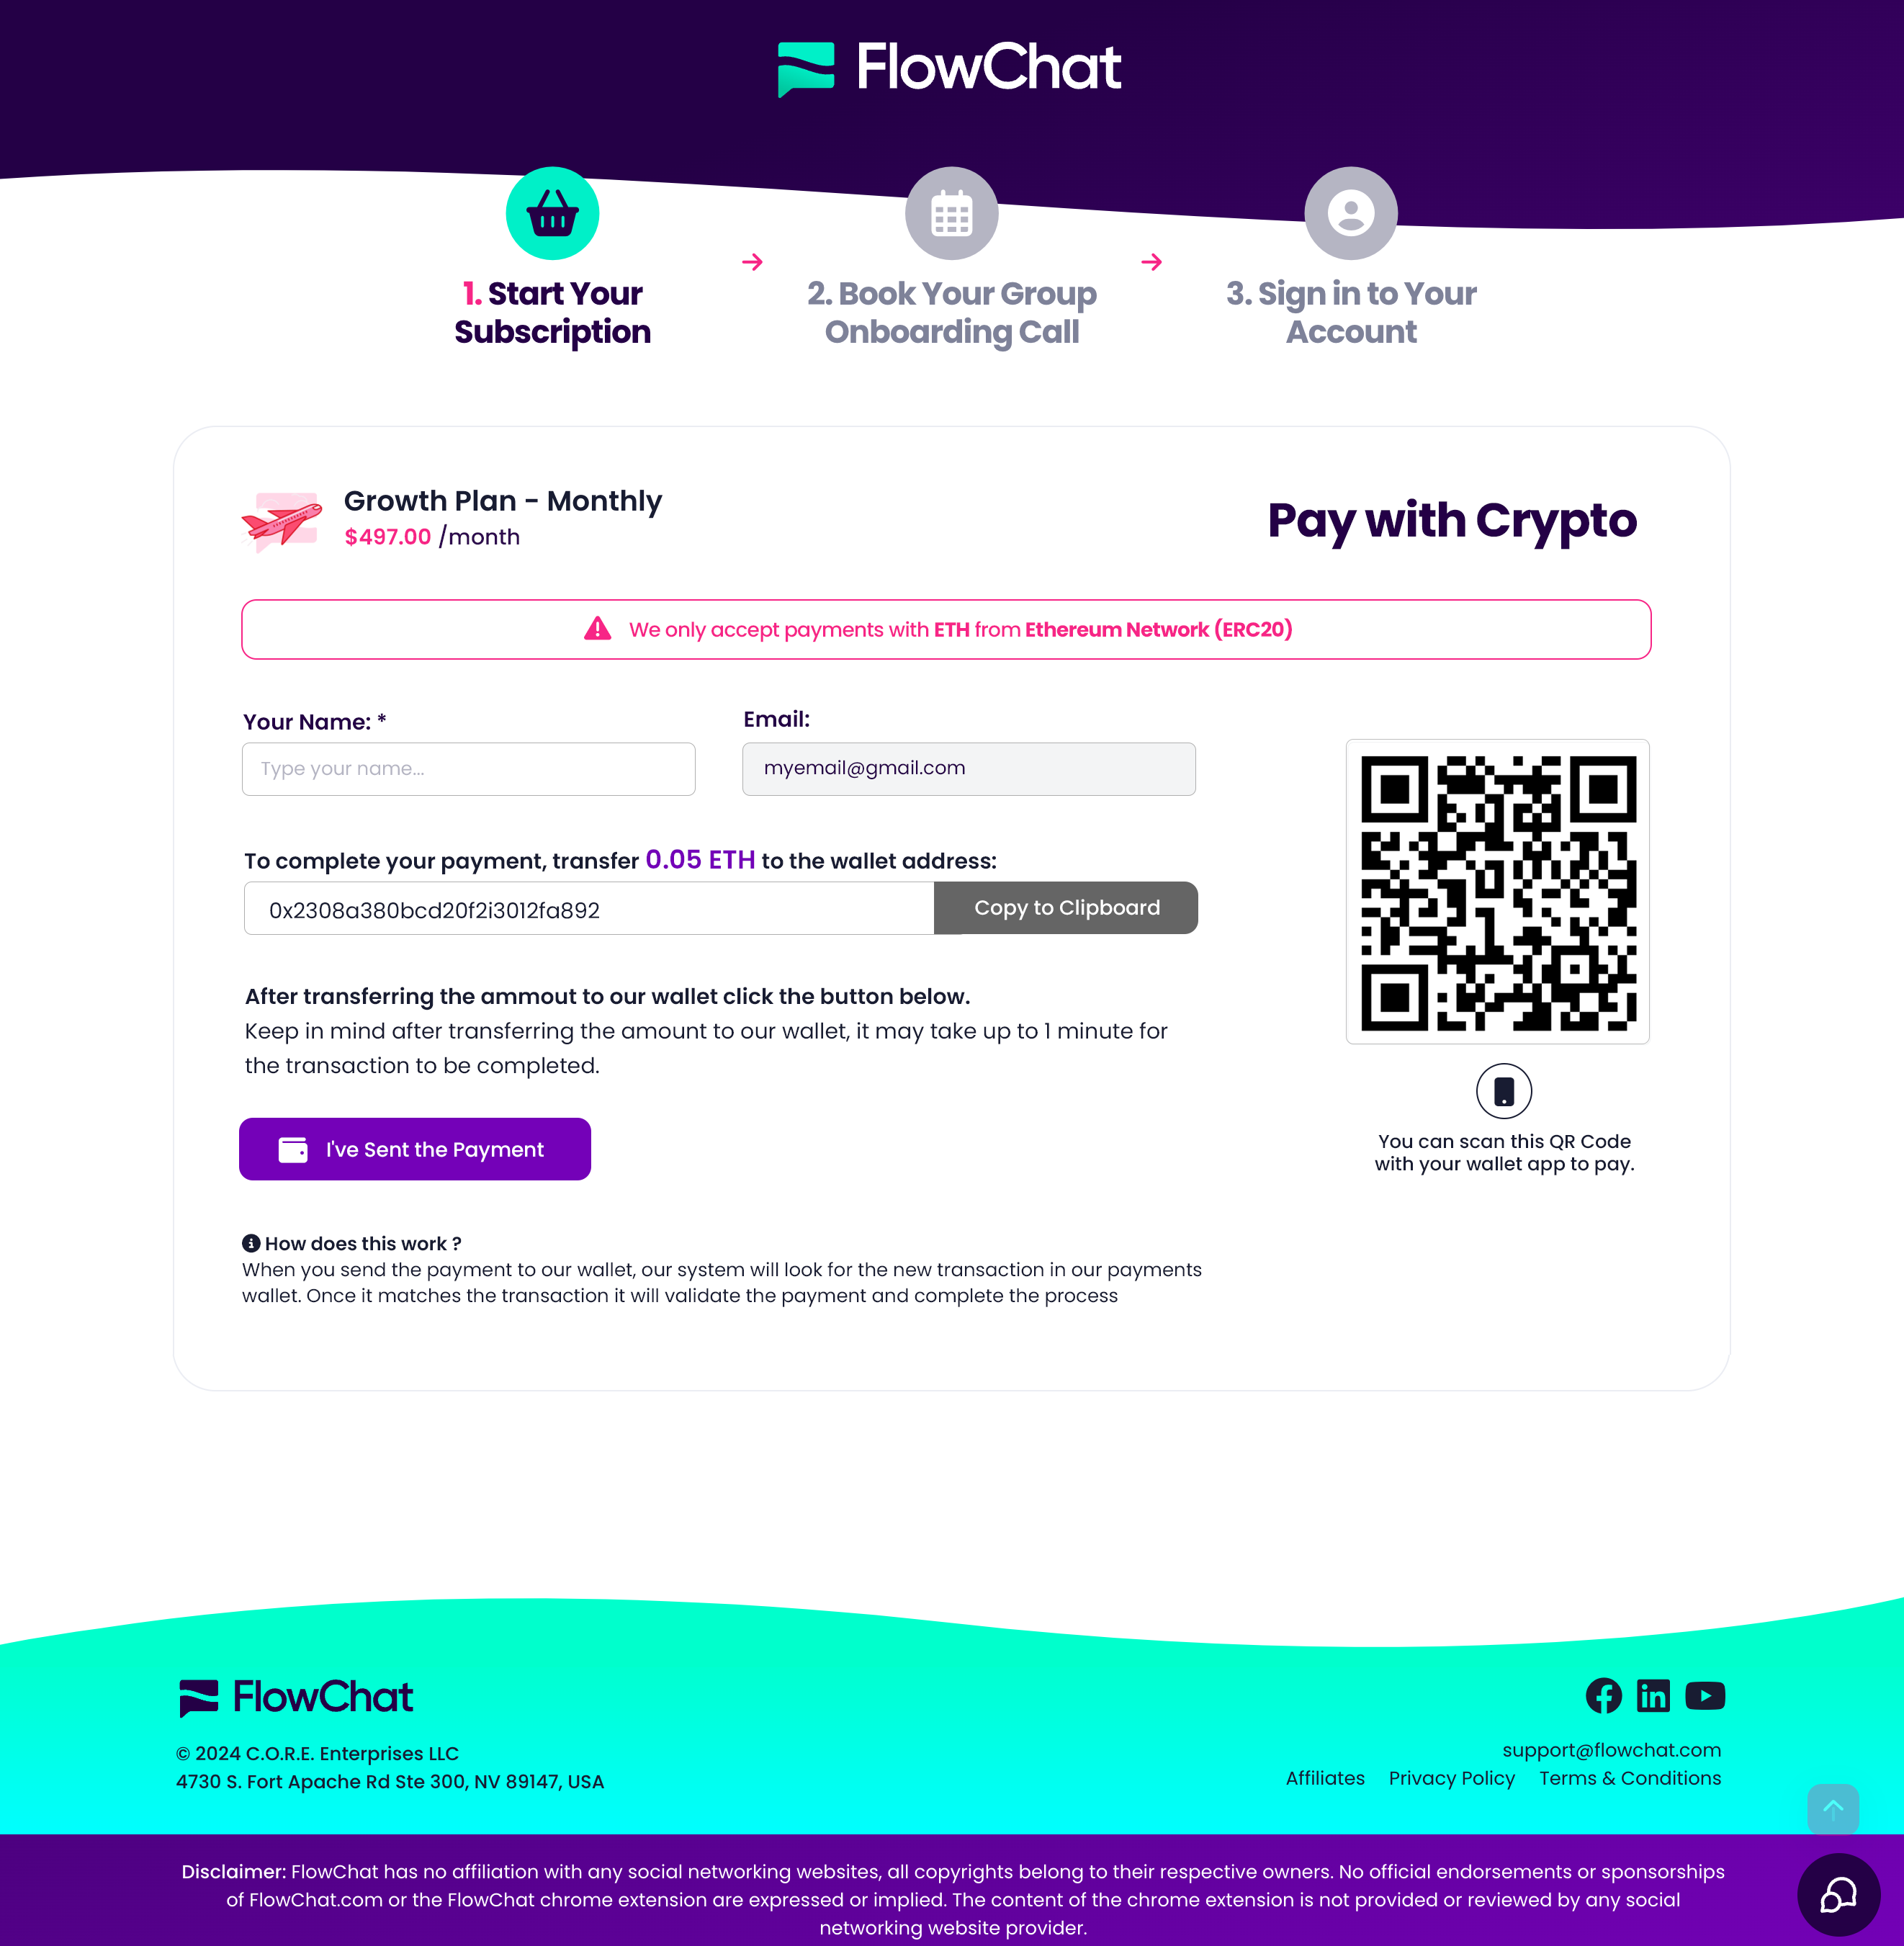 FlowChat
1. Start Your
Subscription
2. Book Your Group
Onboarding Call
3. Sign in to Your
Account
Growth Plan - Monthly
$497.00 /month
Pay with Crypto
We only accept payments with ETH from Ethereum Network (ERC20)
Your Name: *
Type your name...
Email:
myemail@gmail.com
To complete your payment, transfer 0.05 ETH to the wallet address:
0x2308a380bcd20f2i3012fa892
Copy to Clipboard
After transferring the ammout to our wallet click the button below.
Keep in mind after transferring the amount to our wallet, it may take up to 1 minute for
the transaction to be completed.
I've Sent the Payment
You can scan this QR Code
with your wallet app to pay.
How does this work ?
When you send the payment to our wallet, our system will look for the new transaction in our payments
wallet. Once it matches the transaction it will validate the payment and complete the process
FlowChat
© 2024 C.O.R.E. Enterprises LLC
4730 S. Fort Apache Rd Ste 300, NV 89147, USA
support@flowchat.com
Affiliates Privacy Policy Terms & Conditions
Disclaimer: FlowChat has no affiliation with any social networking websites, all copyrights belong to their respective owners. No official endorsements or sponsorships
of FlowChat.com or the FlowChat chrome extension are expressed or implied. The content of the chrome extension is not provided or reviewed by any social
networking website provider.